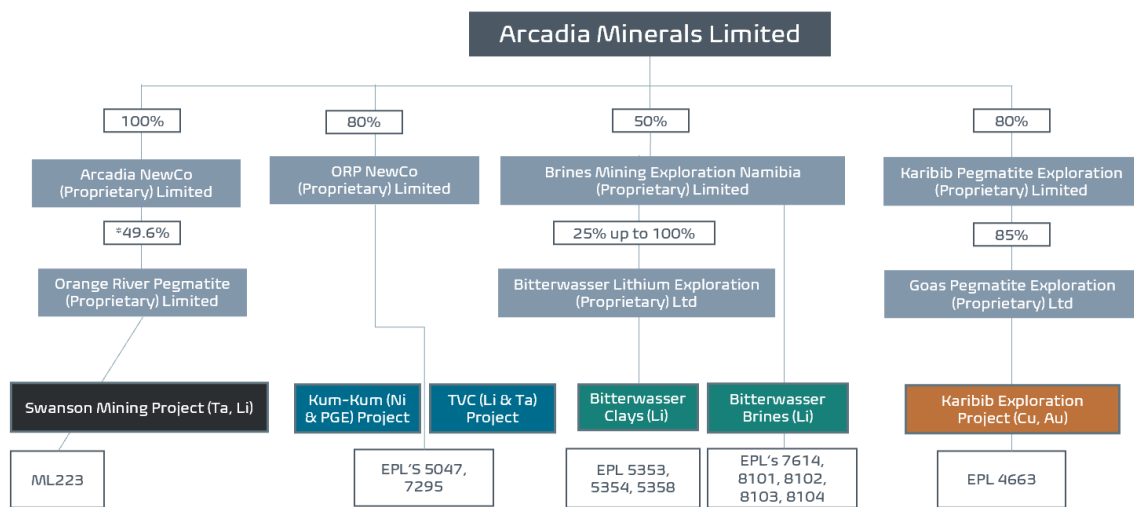 Arcadia Minerals Limited
100%
80%
50%
80%
Arcadia NewCo
(Proprietary) Limited
ORP NewCo
(Proprietary) Limited
Brines Mining Exploration Namibia
(Proprietary) Limited
Karibib Pegmatite Exploration
(Proprietary) Limited
*49.6%
25% up to 100%
85%
Orange River Pegmatite
(Proprietary) Limited
Bitterwasser Lithium Exploration
(Proprietary) Ltd
Goas Pegmatite Exploration
(Proprietary) Ltd
Swanson Mining Project (Ta, Li)
Kum-Kum (Ni
& PGE) Project
TVC (Li & Ta)
Project
Bitterwasser
Clays (Li)
Bitterwasser
Brines (Li)
Karibib Exploration
Project (Cu, Au)
ML223
EPL'S 5047,
7295
EPL 5353,
5354, 5358
EPL's 7614,
8101, 8102,
8103, 8104
EPL 4663